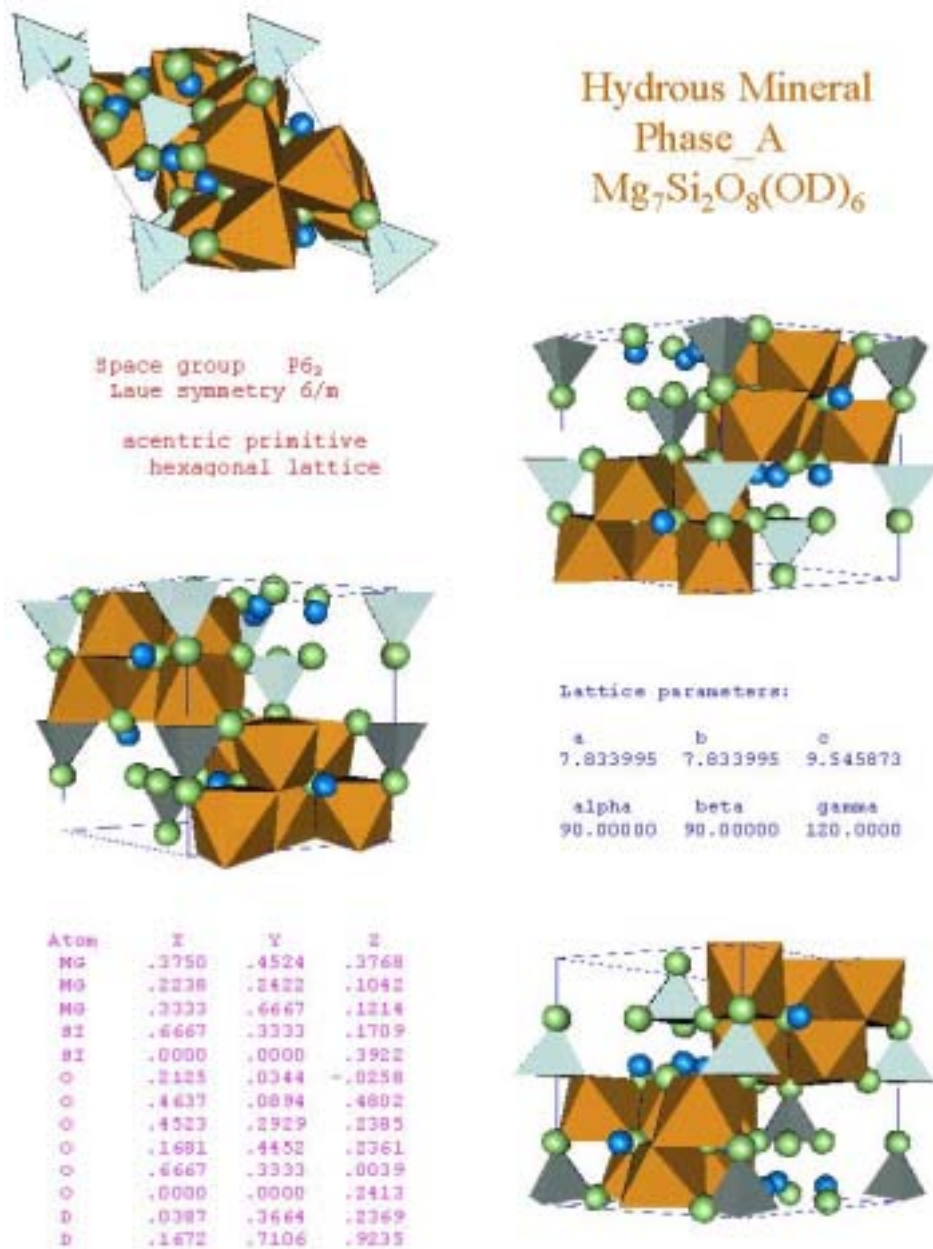 Hydrous Mineral
Phase_A
Mg₇Si₂O₈(OD)₆
Space group P6₃
Laue symmetry 6/m
acentric primitive
hexagonal lattice
Lattice parameters:
a b c
7.833995 7.833995 9.545873
alpha beta gamma
90.00000 90.00000 120.0000
Atom X Y Z
MG .3750 .4524 .3768
MG .2238 .2422 .1042
MG .3333 .6667 .1214
SI .6667 .3333 .1709
SI .0000 .0000 .3922
O .2125 .0344 -.0258
O .4637 .0894 .4802
O .4523 .2929 .2385
O .1681 .4452 .2361
O .6667 .3333 .0039
O .0000 .0000 .2413
D .0387 .3664 .2369
D .1672 .7106 .9235